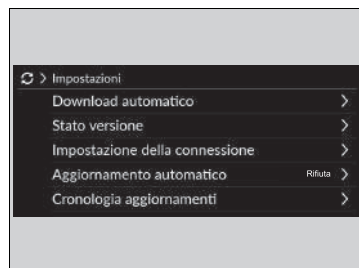 Impostazioni
Download automatico
Stato versione
Impostazione della connessione
Aggiornamento automatico Rifiuta
Cronologia aggiornamenti